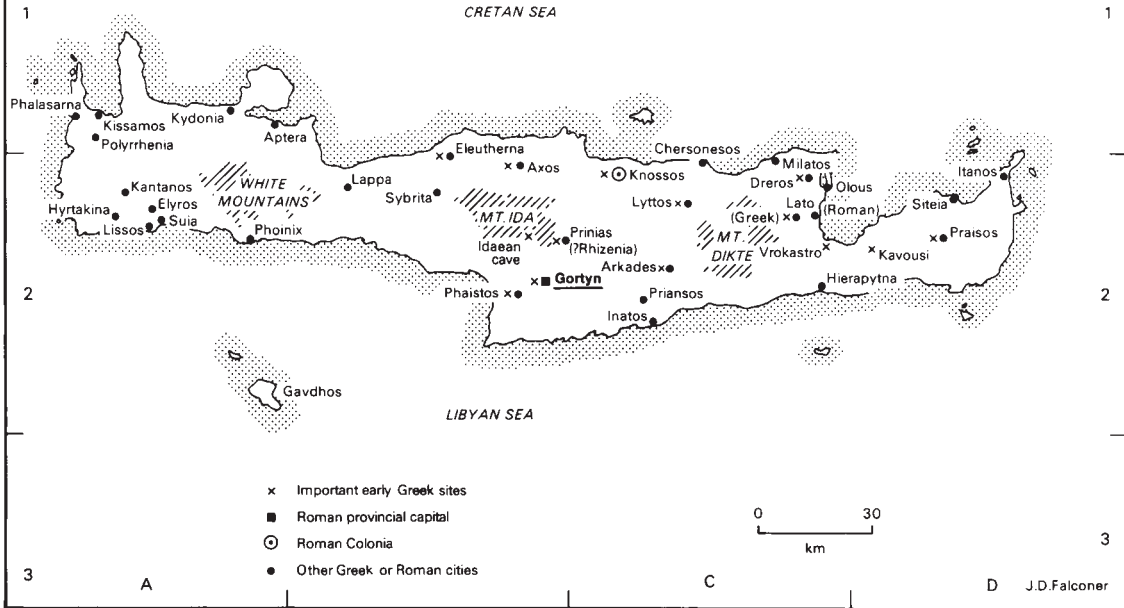 1
CRETAN SEA
1
Phalasarna
Kissamos
Polyrrhenia
Kydonia
Aptera
Eleutherna
Axos
Chersonesos
Knossos
Milatos
Dreros
Olous
Itanos
Kantanos
WHITE
MOUNTAINS
Lappa
Sybrita
Lyttos
Lato
(Greek)
(Roman)
Siteia
Hyrtakina
Elyros
Suia
Lissos
Phoinix
MT. IDA
Idaean
cave
Prinias
(?Rhizenia)
MT.
DIKTE
Vrokastro
Kavousi
Praisos
Arkades
Gortyn
Phaistos
Priansos
Inatos
Hierapytna
2
2
Gavdhos
LIBYAN SEA
× Important early Greek sites
Roman provincial capital
Roman Colonia
Other Greek or Roman cities
0 30
km
3
3
A
C
D
J.D.Falconer